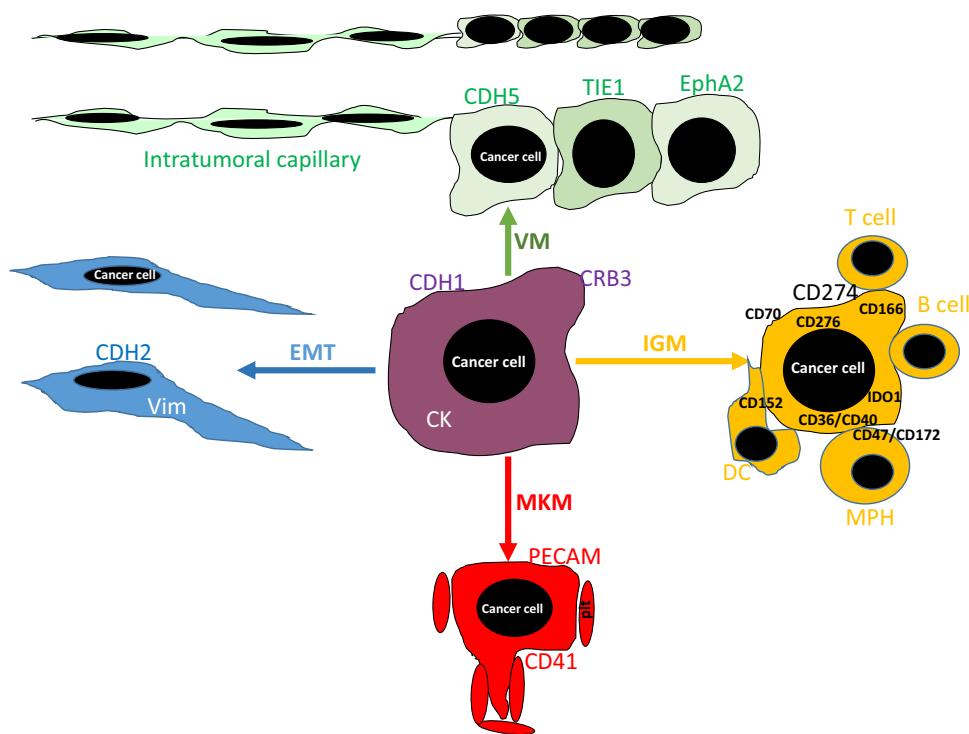 CDH5
TIE1
EphA2
Cancer cell
Intratumoral capillary
VM
T cell
Cancer cell
CDH1
CRB3
CD274
CD70
CD276
CD166
B cell
CDH2
EMT
Cancer cell
IGM
Cancer cell
Vim
CK
CD152
IDO1
CD36/CD40
CD47/CD172
DC
MPH
MKM
PECAM
Cancer cell
plt
CD41